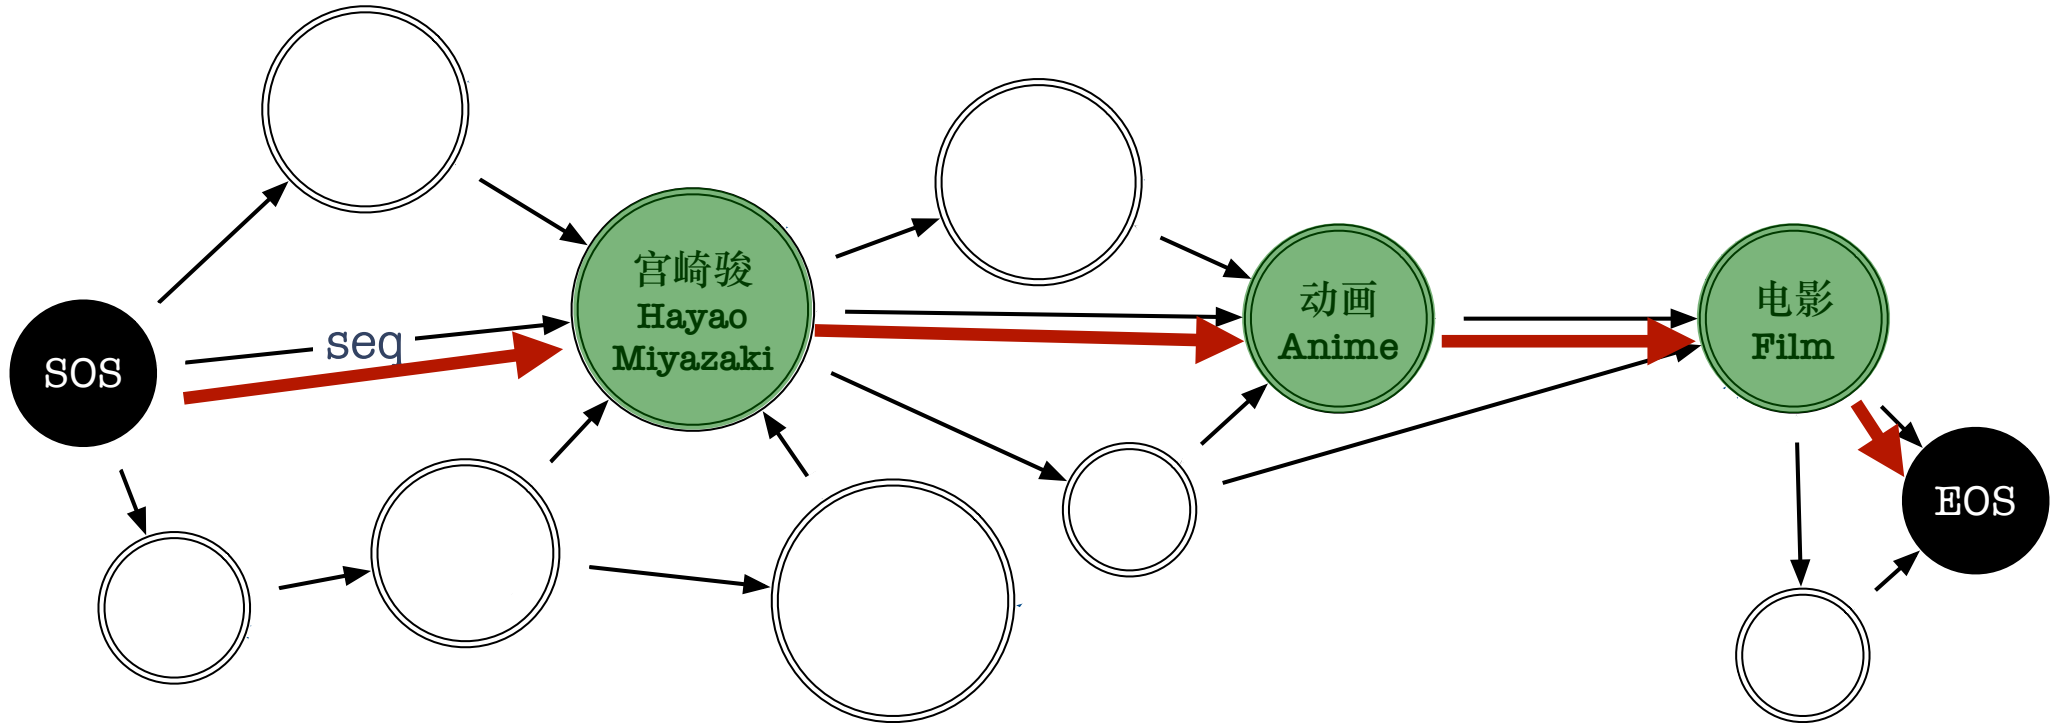 SOS
seq
宫崎骏
Hayao
Miyazaki
动画
Anime
电影
Film
EOS